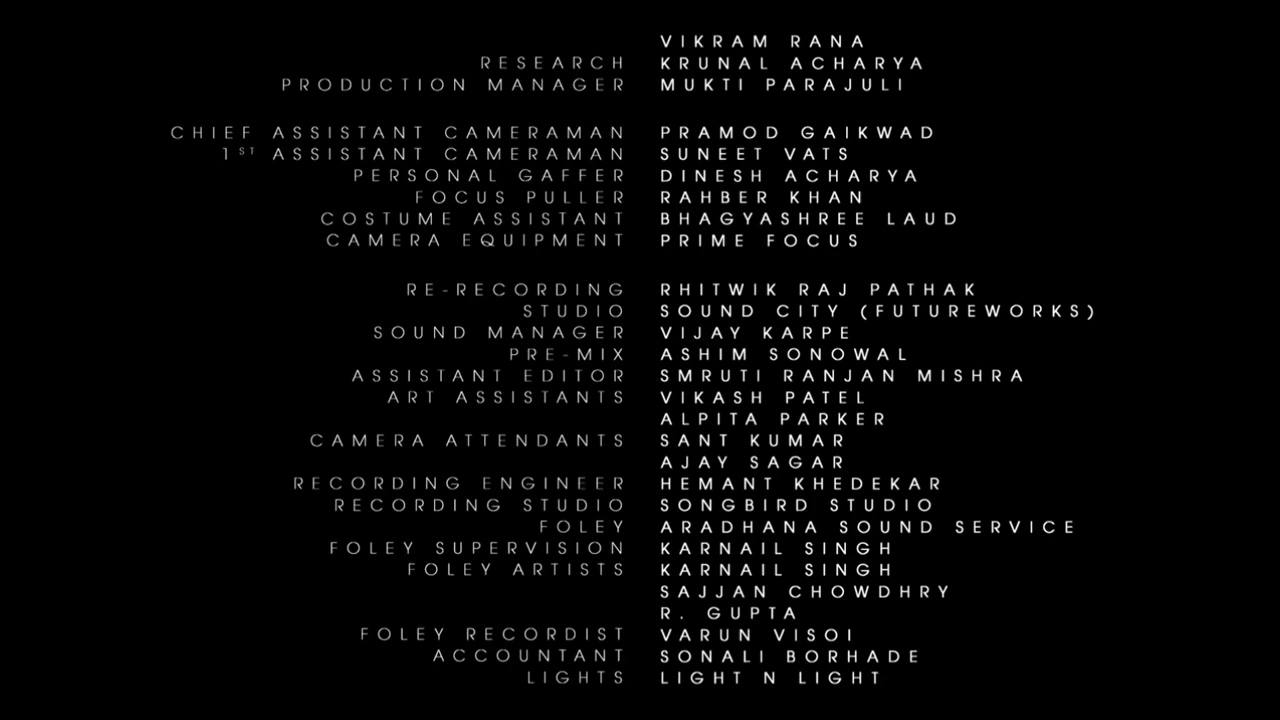 VIKRAM RANA
RESEARCH KRUNAL ACHARYA
PRODUCTION MANAGER MUKTI PARAJULI
CHIEF ASSISTANT CAMERAMAN PRAMOD GAIKWAD
1ST ASSISTANT CAMERAMAN SUNEET VATS
PERSONAL GAFFER DINESH ACHARYA
FOCUS PULLER RAHBER KHAN
COSTUME ASSISTANT BHAGYASHREE LAUD
CAMERA EQUIPMENT PRIME FOCUS
RE-RECORDING RHITWIK RAJ PATHAK
STUDIO SOUND CITY (FUTUREWORKS)
SOUND MANAGER VIJAY KARPE
PRE-MIX ASHIM SONOWAL
ASSISTANT EDITOR SMRUTI RANJAN MISHRA
ART ASSISTANTS VIKASH PATEL
ALPITA PARKER
CAMERA ATTENDANTS SANT KUMAR
AJAY SAGAR
RECORDING ENGINEER HEMANT KHEDEKAR
RECORDING STUDIO SONGBIRD STUDIO
FOLEY ARADHANA SOUND SERVICE
FOLEY SUPERVISION KARNAIL SINGH
FOLEY ARTISTS KARNAIL SINGH
SAJJAN CHOWDHRY
R. GUPTA
FOLEY RECORDIST VARUN VISOI
ACCOUNTANT SONALI BORHADE
LIGHTS LIGHT N LIGHT